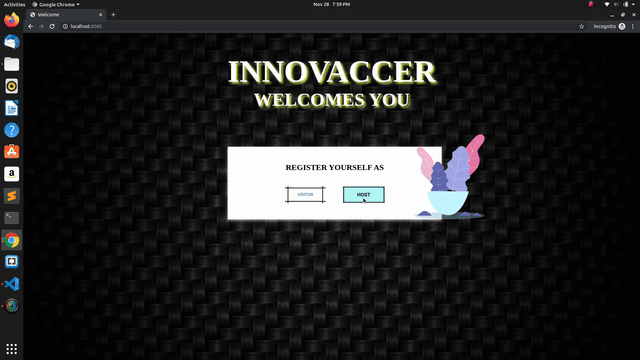 Activities
Google Chrome
Nov 28 7:59 PM
Welcome
localhost:8080
Incognito
INNOVACCER
WELCOMES YOU
REGISTER YOURSELF AS
VISITOR
HOST